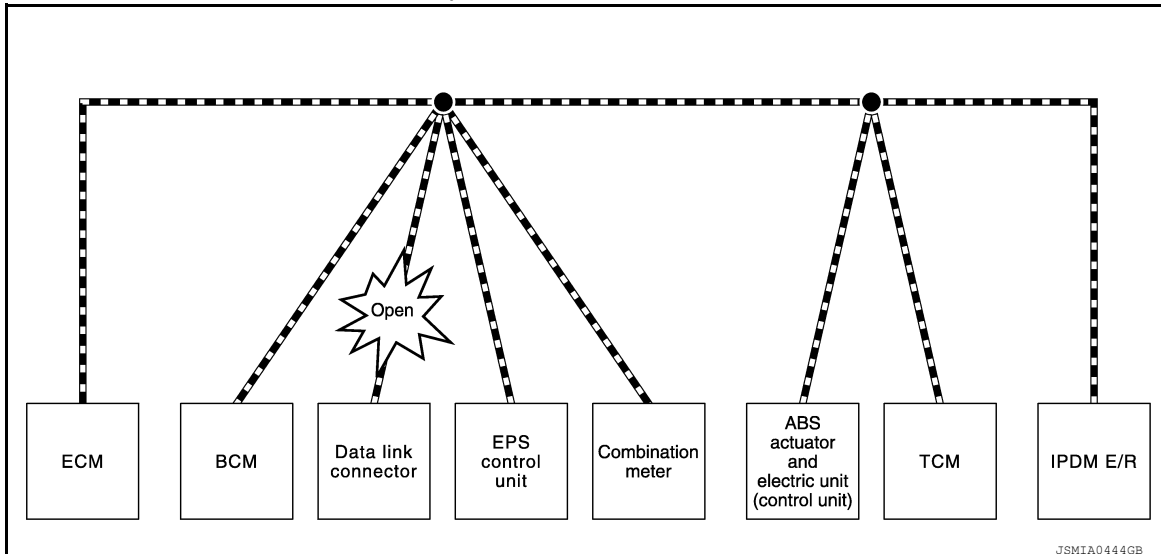 Open
ECM
BCM
Data link
connector
EPS
control
unit
Combination
meter
ABS
actuator
and
electric unit
(control unit)
TCM
IPDM E/R
JSMIA0444GB